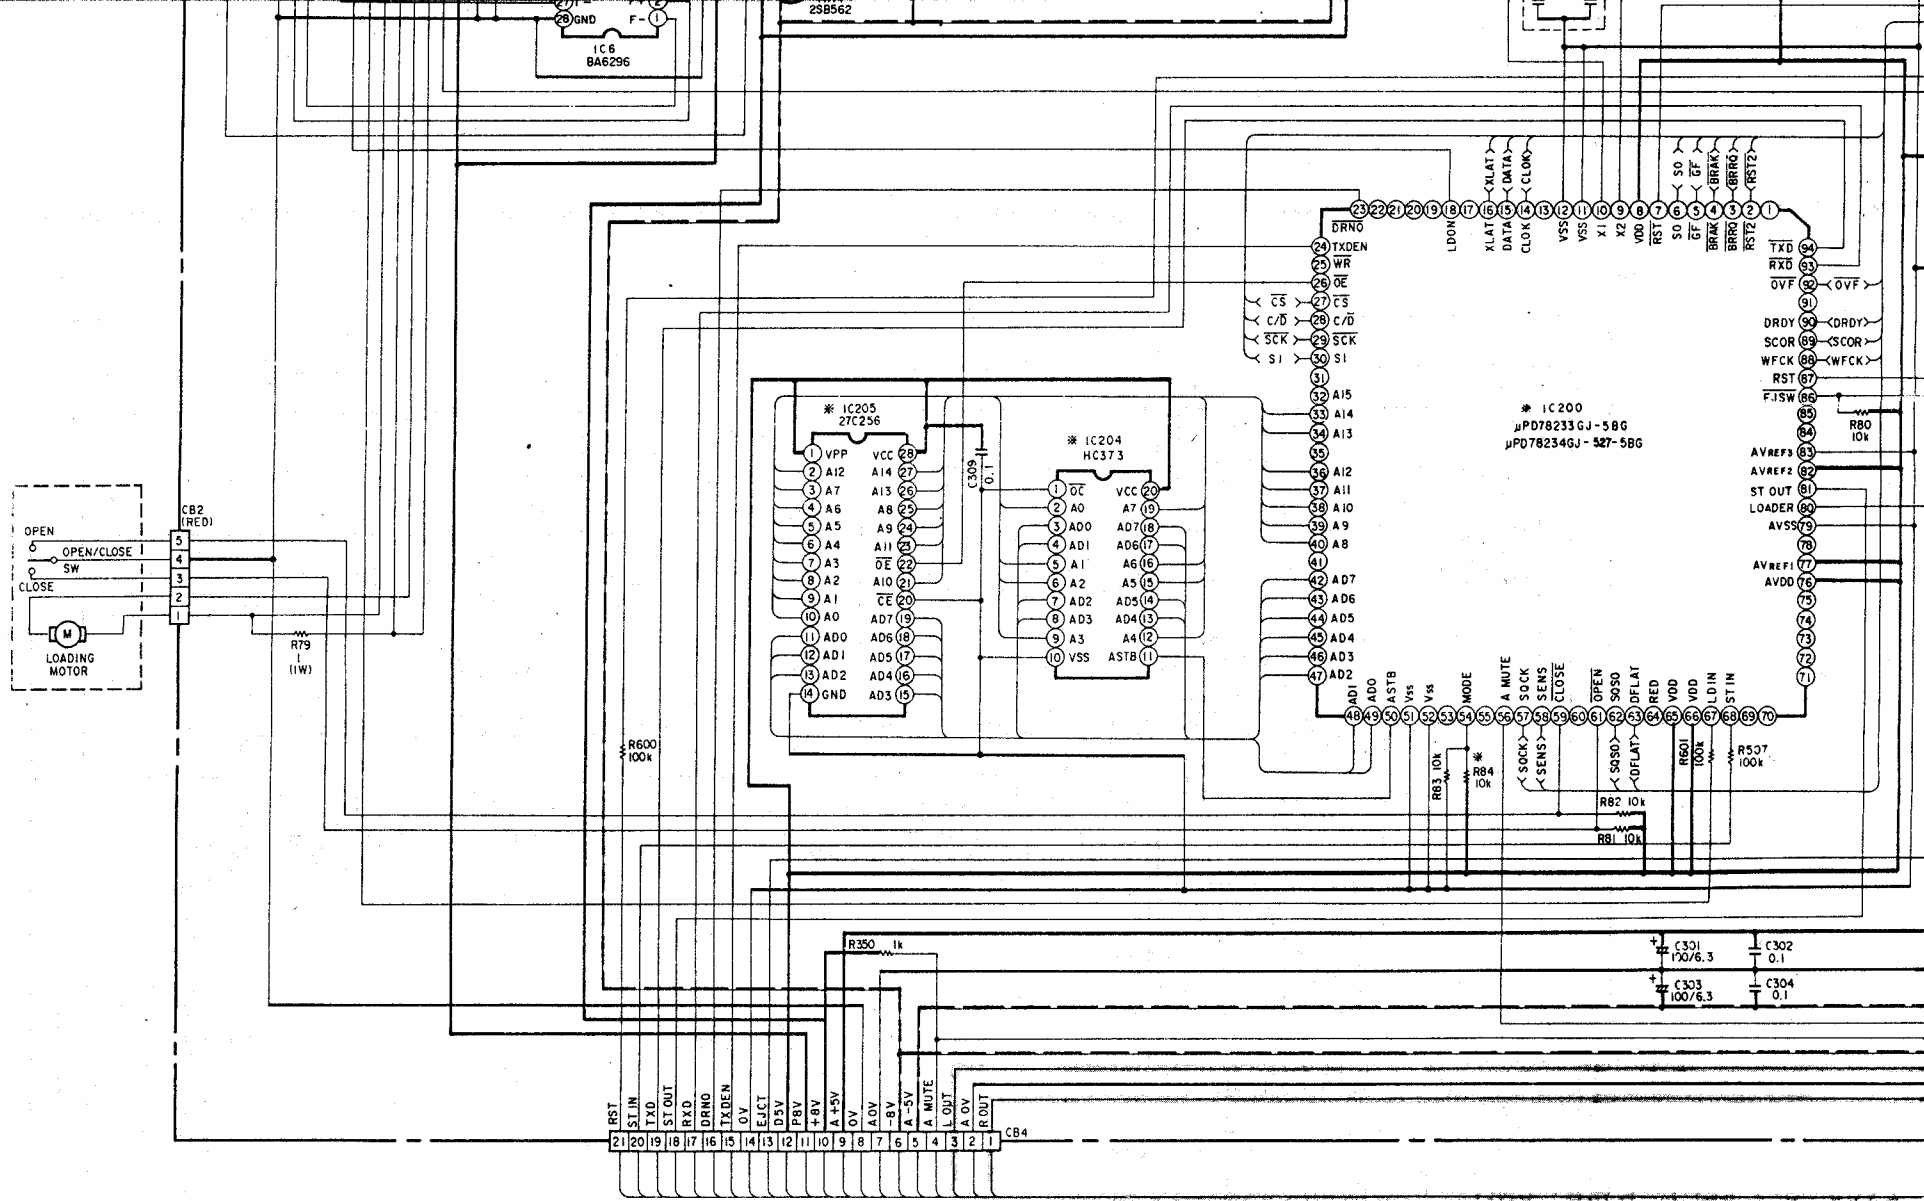 2SB562
27 F-
F+ 2
28 GND
F- 1
IC6
BA6296
XLAT
DATA
CLOK
SO
GF
BRAK
BRRQ
RST2
23 22 21 20 19 18 17 16 15 14 13 12 11 10 9 8 7 6 5 4 3 2 1
DRNO
LDON
XLAT
DATA
CLOK
VSS
VSS
X1
X2
VDD
RST
SO
GF
BRAK
BRRQ
RST2
24 TXDEN
25 WR
26 OE
CS 27 CS
C/D 28 C/D
SCK 29 SCK
SI 30 SI
31
32 A15
33 A14
34 A13
35
36 A12
37 A11
38 A10
39 A9
40 A8
41
42 AD7
43 AD6
44 AD5
45 AD4
46 AD3
47 AD2
TXD 94
RXD 93
OVF 92 OVF
91
DRDY 90 DRDY
SCOR 89 SCOR
WFCK 88 WFCK
RST 87
FJSW 86
85
84
AVREF3 83
AVREF2 82
ST OUT 81
LOADER 80
AVSS 79
78
AVREF1 77
AVDD 76
75
74
73
72
71
R80
10k
※ IC200
μPD78233GJ-5BG
μPD78234GJ-527-5BG
※ IC205
27C256
1 VPP
2 A12
3 A7
4 A6
5 A5
6 A4
7 A3
8 A2
9 A1
10 A0
11 AD0
12 AD1
13 AD2
14 GND
VCC 28
A14 27
A13 26
A8 25
A9 24
A11 23
OE 22
A10 21
CE 20
AD7 19
AD6 18
AD5 17
AD4 16
AD3 15
C309
0.1
※ IC204
HC373
1 OC
2 A0
3 AD0
4 AD1
5 A1
6 A2
7 AD2
8 AD3
9 A3
10 VSS
VCC 20
A7 19
AD7 18
AD6 17
A6 16
A5 15
AD5 14
AD4 13
A4 12
ASTB 11
CB2
(RED)
5
4
3
2
1
OPEN
OPEN/CLOSE
SW
CLOSE
M
LOADING
MOTOR
R79
1
(1W)
R600
100k
AD1
AD0
ASTB
Vss
Vss
MODE
A MUTE
SQCK
SENS
CLOSE
OPEN
SQSO
DFLAT
RED
VDD
VDD
LDIN
ST IN
48 49 50 51 52 53 54 55 56 57 58 59 60 61 62 63 64 65 66 67 68 69 70
R83 10k
※
R84
10k
SQCK
SENS
SQSO
DFLAT
R601
100k
R507
100k
R82 10k
R81 10k
R350 1k
C301
100/6.3
C302
0.1
C303
100/6.3
C304
0.1
RST
ST IN
TXD
ST OUT
RXD
DRNO
TXDEN
0V
EJCT
D5V
P8V
+8V
A+5V
0V
A0V
-8V
A-5V
A MUTE
L OUT
A 0V
R OUT
21 20 19 18 17 16 15 14 13 12 11 10 9 8 7 6 5 4 3 2 1
CB4